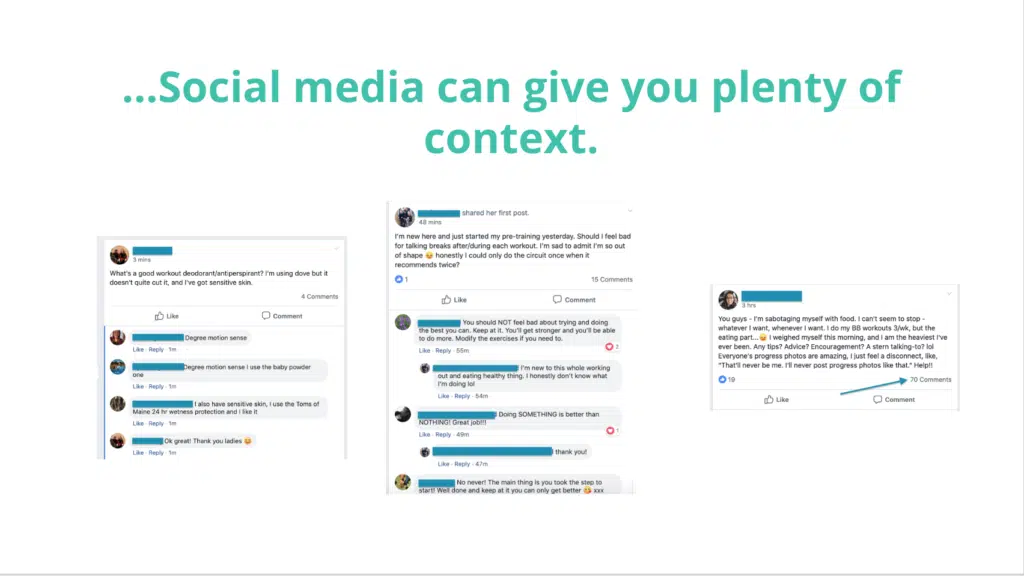 ...Social media can give you plenty of
context.
3 mins
What's a good workout deodorant/antiperspirant? I'm using dove but it
doesn't quite cut it, and I've got sensitive skin.
4 Comments
Like Comment
Degree motion sense
Like · Reply · 1m
Degree motion sense I use the baby powder
one
Like · Reply · 1m
I also have sensitive skin, i use the Toms of
Maine 24 hr wetness protection and i like it
Like · Reply · 1m
Ok great! Thank you ladies
Like · Reply · 1m
shared her first post.
48 mins
I'm new here and just started my pre-training yesterday. Should I feel bad
for talking breaks after/during each workout. I'm sad to admit I'm so out
of shape 😉 honestly I could only do the circuit once when it
recommends twice?
1 15 Comments
Like Comment
You should NOT feel bad about trying and doing
the best you can. Keep at it. You'll get stronger and you'll be able
to do more. Modify the exercises if you need to.
2
Like · Reply · 55m
I'm new to this whole working
out and eating healthy thing. I honestly don't know what
I'm doing lol
Like · Reply · 54m
Doing SOMETHING is better than
NOTHING! Great job!!!
1
Like · Reply · 49m
I thank you!
Like · Reply · 47m
No never! The main thing is you took the step to
start! Well done and keep at it you can only get better 🥰 xxx
3 hrs
You guys - I'm sabotaging myself with food. I can't seem to stop -
whatever I want, whenever I want. I do my BB workouts 3/wk, but the
eating part...😉 I weighed myself this morning, and I am the heaviest I've
ever been. Any tips? Advice? Encouragement? A stern talking-to? lol
Everyone's progress photos are amazing, I just feel a disconnect, like,
"That'll never be me. I'll never post progress photos like that." Help!!
19 70 Comments
Like Comment